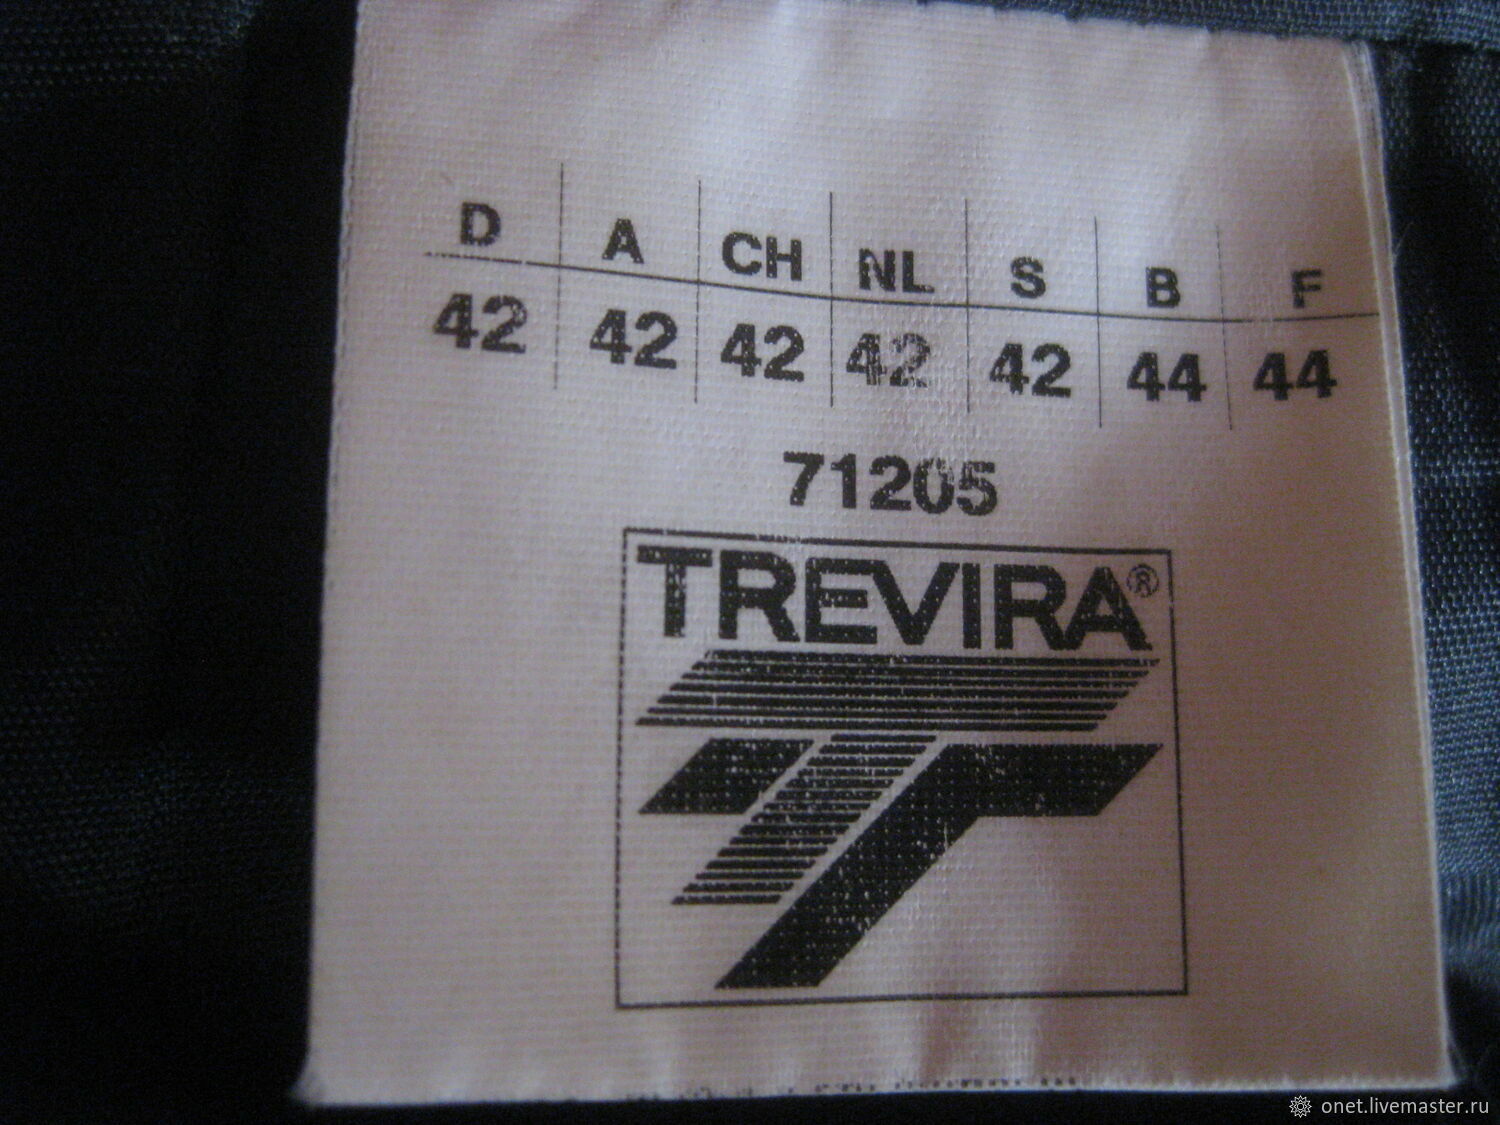 D A CH NL S B F
42 42 42 42 42 44 44
71205
TREVIRA®
onet.livemaster.ru